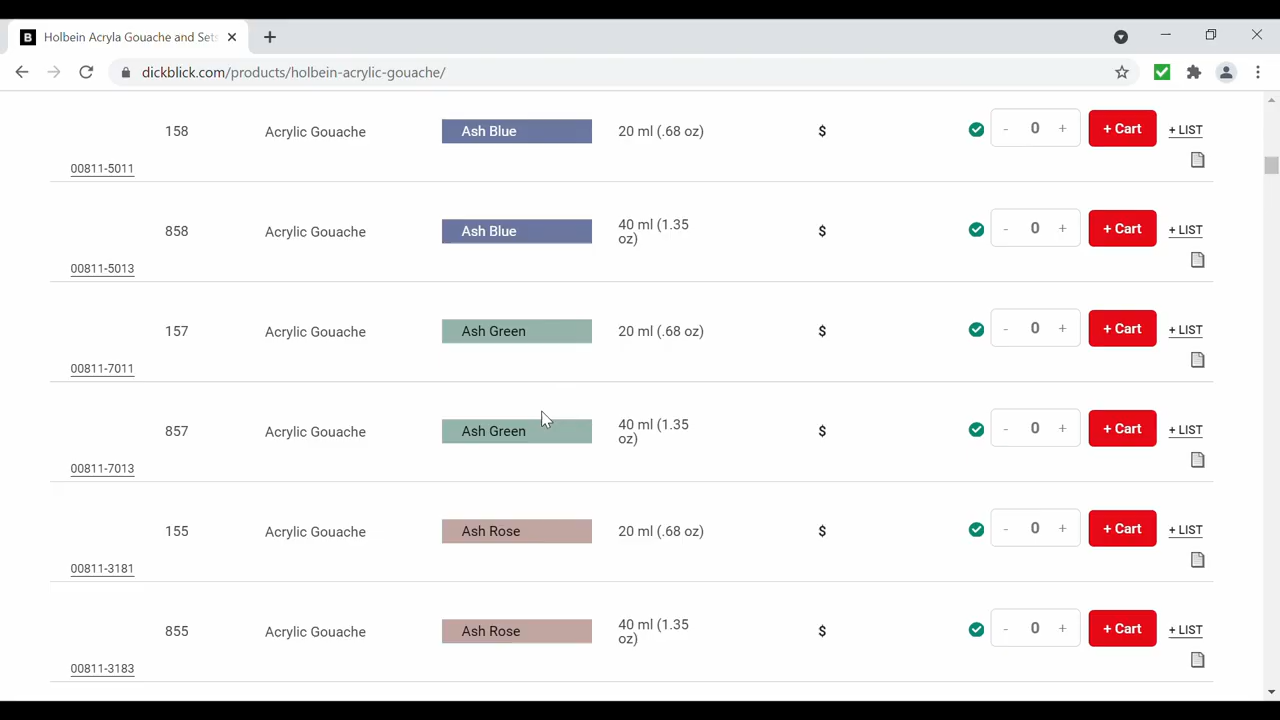 B Holbein Acryla Gouache and Sets
dickblick.com/products/holbein-acrylic-gouache/
158 Acrylic Gouache Ash Blue 20 ml (.68 oz) $ - 0 + + Cart + LIST
00811-5011
858 Acrylic Gouache Ash Blue 40 ml (1.35 oz) $ - 0 + + Cart + LIST
00811-5013
157 Acrylic Gouache Ash Green 20 ml (.68 oz) $ - 0 + + Cart + LIST
00811-7011
857 Acrylic Gouache Ash Green 40 ml (1.35 oz) $ - 0 + + Cart + LIST
00811-7013
155 Acrylic Gouache Ash Rose 20 ml (.68 oz) $ - 0 + + Cart + LIST
00811-3181
855 Acrylic Gouache Ash Rose 40 ml (1.35 oz) $ - 0 + + Cart + LIST
00811-3183